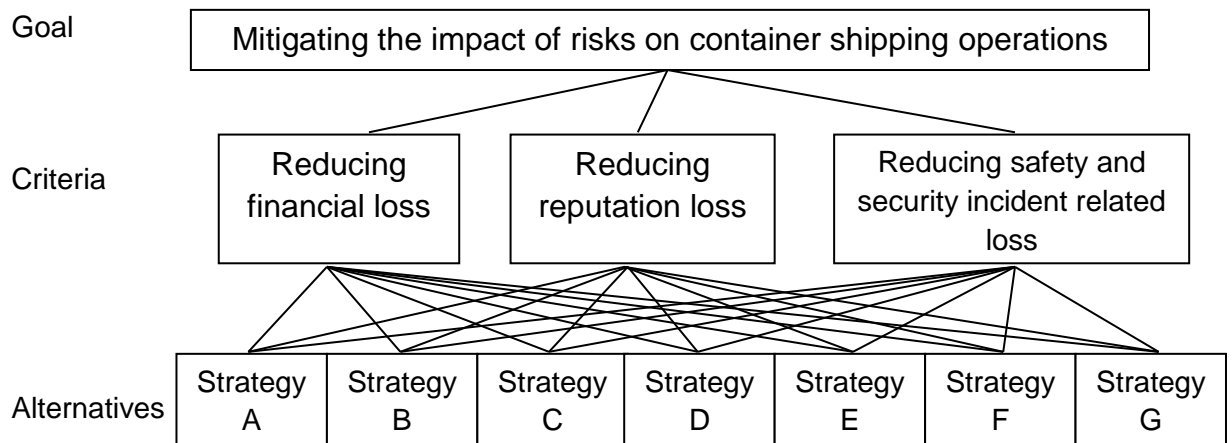 Goal
Mitigating the impact of risks on container shipping operations
Criteria
Reducing
financial loss
Reducing
reputation loss
Reducing safety and
security incident related
loss
Alternatives
Strategy
A
Strategy
B
Strategy
C
Strategy
D
Strategy
E
Strategy
F
Strategy
G